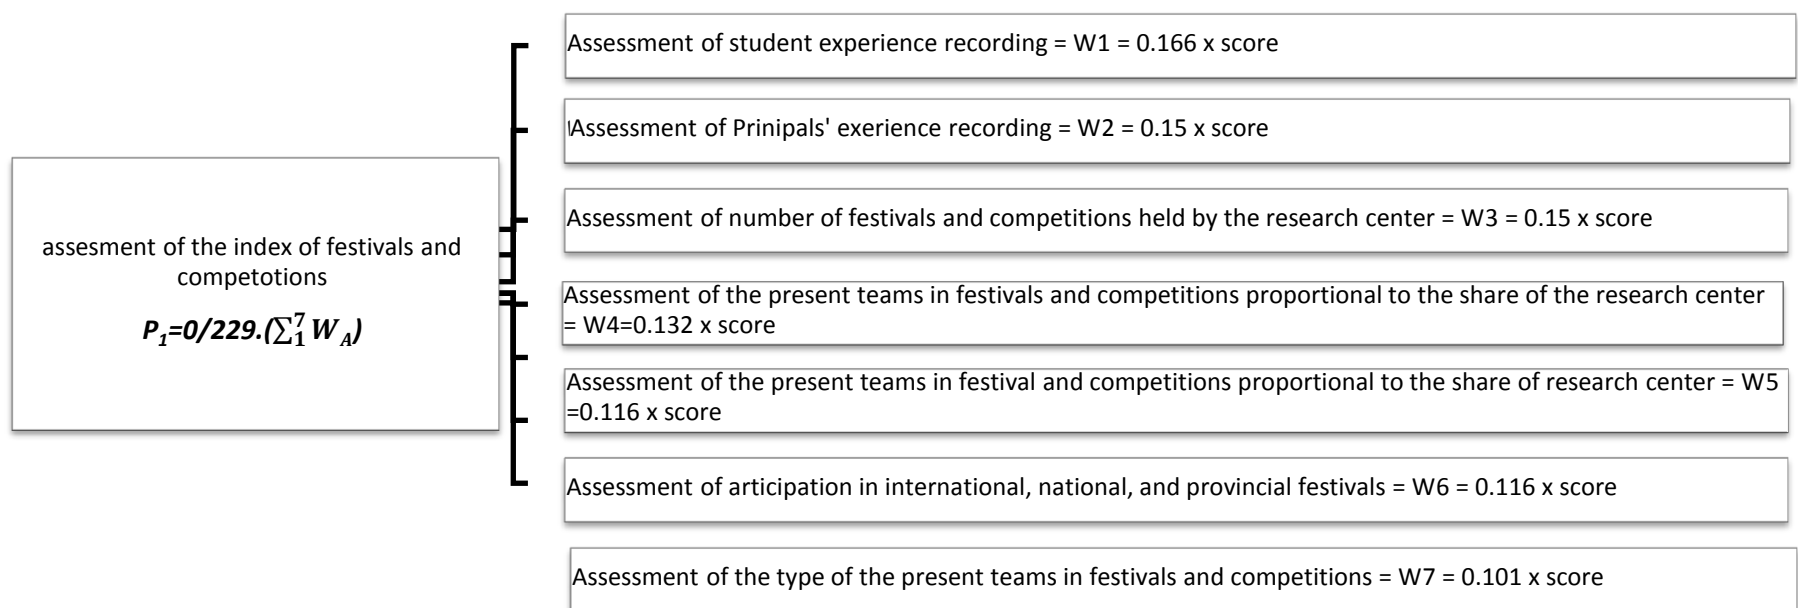 assesment of the index of festivals and
competotions
P₁=0/229.(∑₁⁷ W_A)
Assessment of student experience recording = W1 = 0.166 x score
Assessment of Prinipals' exerience recording = W2 = 0.15 x score
Assessment of number of festivals and competitions held by the research center = W3 = 0.15 x score
Assessment of the present teams in festivals and competitions proportional to the share of the research center
= W4=0.132 x score
Assessment of the present teams in festival and competitions proportional to the share of research center = W5
=0.116 x score
Assessment of articipation in international, national, and provincial festivals = W6 = 0.116 x score
Assessment of the type of the present teams in festivals and competitions = W7 = 0.101 x score